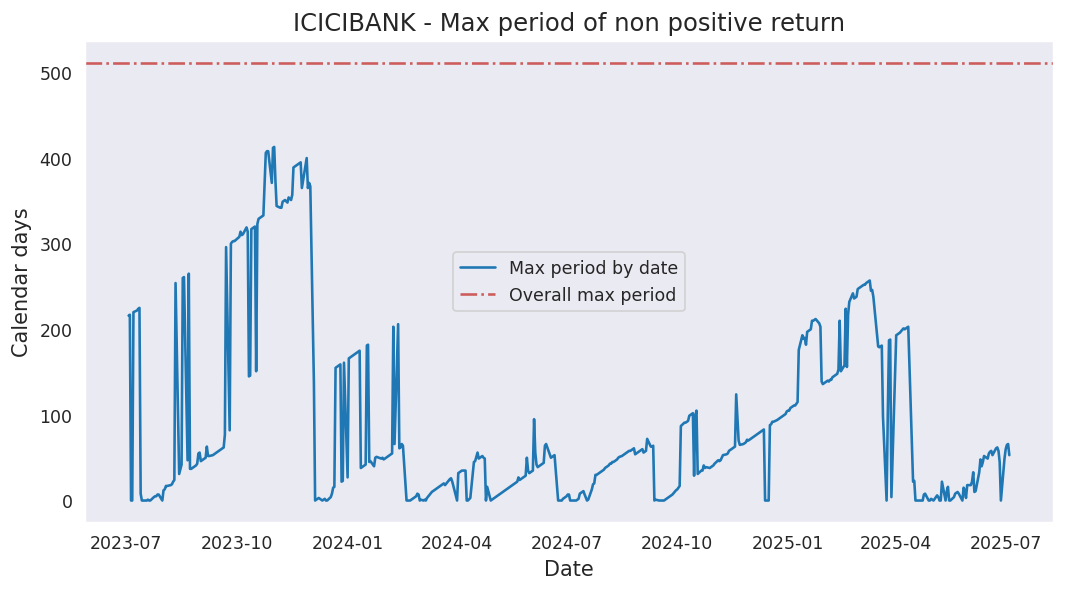 ICICIBANK - Max period of non positive return
Calendar days
500
400
300
200
100
0
Max period by date
Overall max period
2023-07 2023-10 2024-01 2024-04 2024-07 2024-10 2025-01 2025-04 2025-07
Date